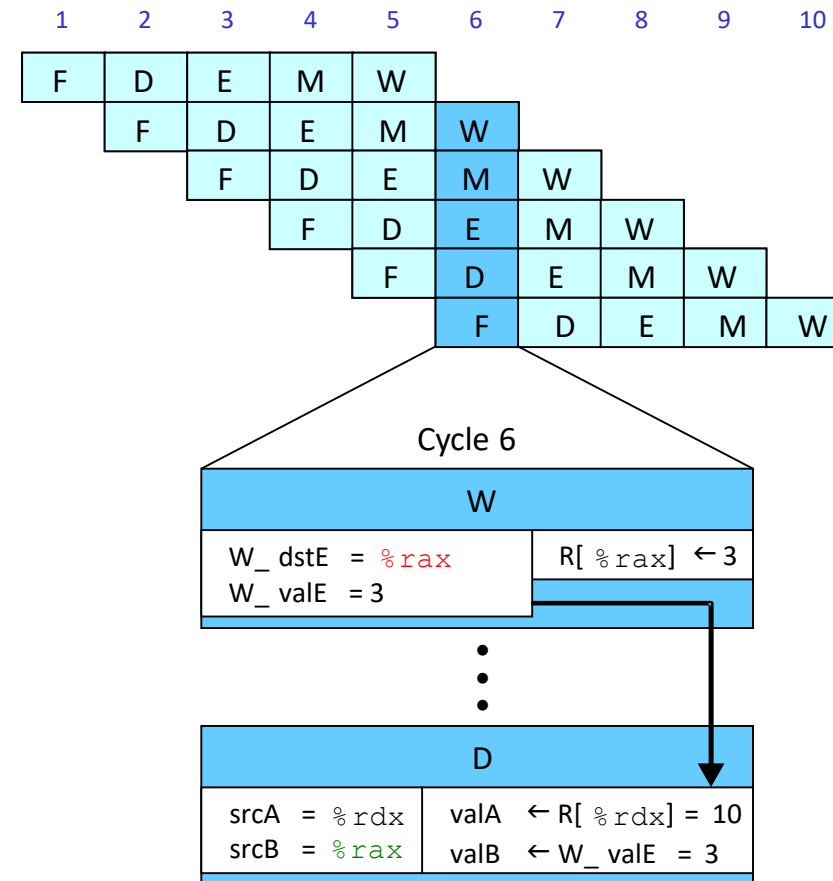 1 2 3 4 5 6 7 8 9 10
F D E M W
F D E M W
F D E M W
F D E M W
F D E M W
F D E M W
Cycle 6
W
W_ dstE = %rax R[ %rax] ← 3
W_ valE = 3
D
srcA = %rdx valA ← R[ %rdx] = 10
srcB = %rax valB ← W_ valE = 3